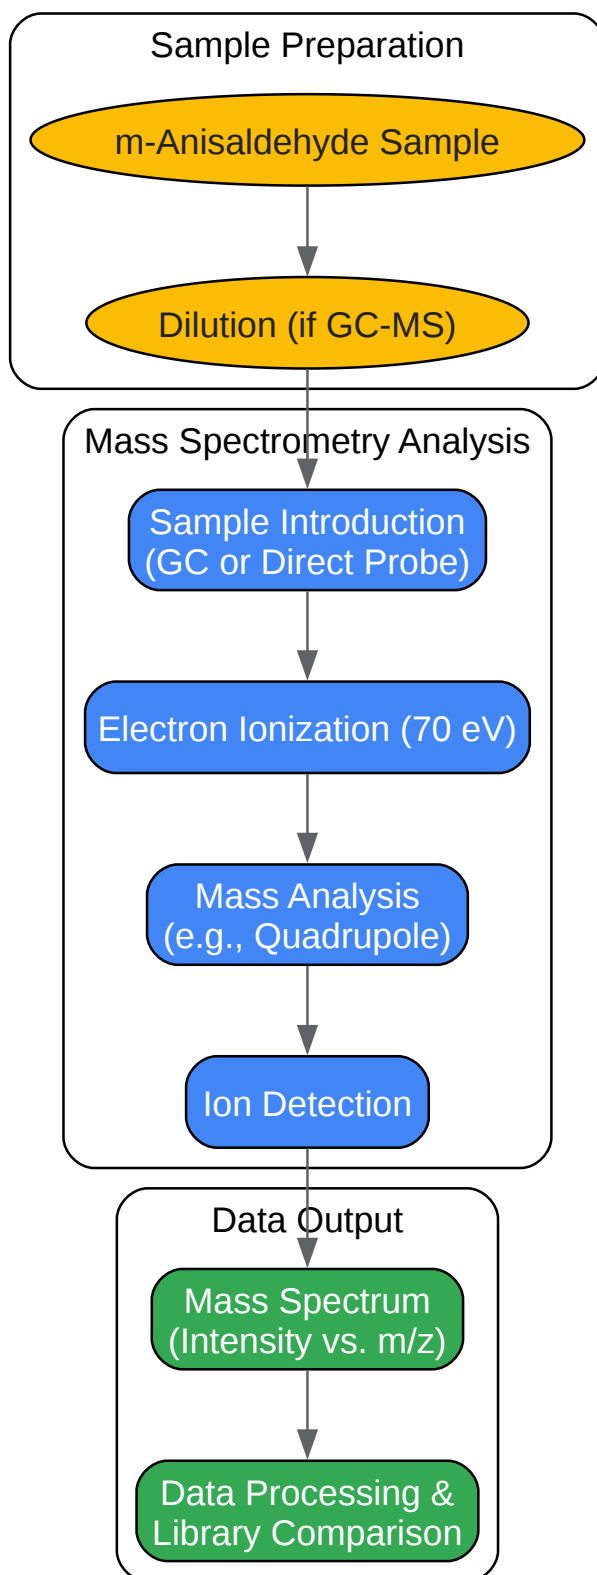 Sample Preparation
m-Anisaldehyde Sample
Dilution (if GC-MS)
Mass Spectrometry Analysis
Sample Introduction
(GC or Direct Probe)
Electron Ionization (70 eV)
Mass Analysis
(e.g., Quadrupole)
Ion Detection
Data Output
Mass Spectrum
(Intensity vs. m/z)
Data Processing &
Library Comparison